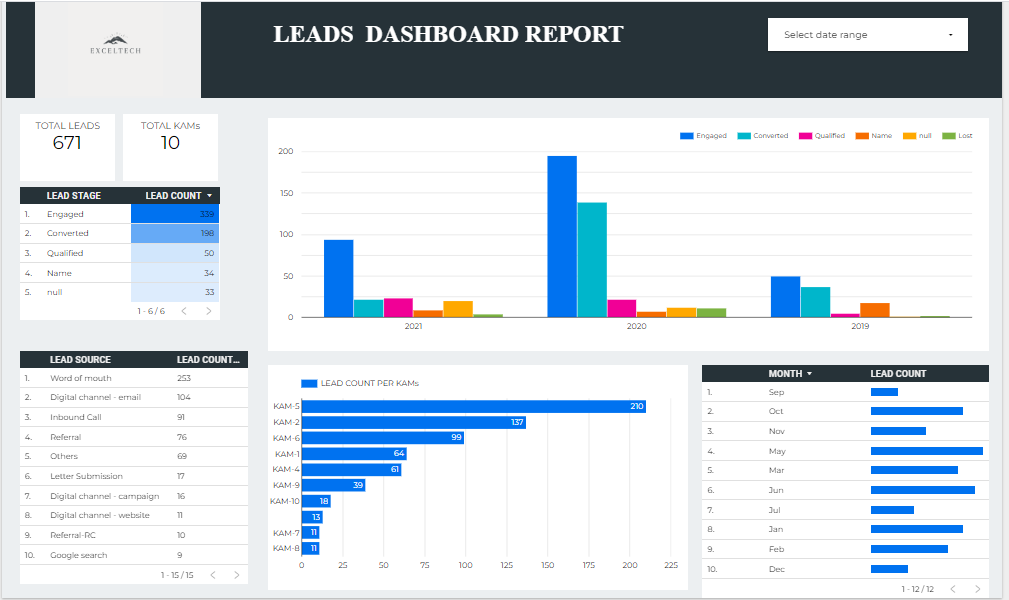 EXCELTECH
LEADS DASHBOARD REPORT
Select date range
TOTAL LEADS
671
TOTAL KAMs
10
LEAD STAGE LEAD COUNT
1. Engaged 339
2. Converted 198
3. Qualified 50
4. Name 34
5. null 33
1 - 6 / 6
Engaged Converted Qualified Name null Lost
200
150
100
50
0
2021 2020 2019
LEAD SOURCE LEAD COUNT...
1. Word of mouth 253
2. Digital channel - email 104
3. Inbound Call 91
4. Referral 76
5. Others 69
6. Letter Submission 17
7. Digital channel - campaign 16
8. Digital channel - website 11
9. Referral-RC 10
10. Google search 9
1 - 15 / 15
LEAD COUNT PER KAMs
KAM-5 210
KAM-2 137
KAM-6 99
KAM-1 64
KAM-4 61
KAM-9 39
KAM-10 18
13
KAM-7 11
KAM-8 11
0 25 50 75 100 125 150 175 200 225
MONTH LEAD COUNT
1. Sep
2. Oct
3. Nov
4. May
5. Mar
6. Jun
7. Jul
8. Jan
9. Feb
10. Dec
1 - 12 / 12